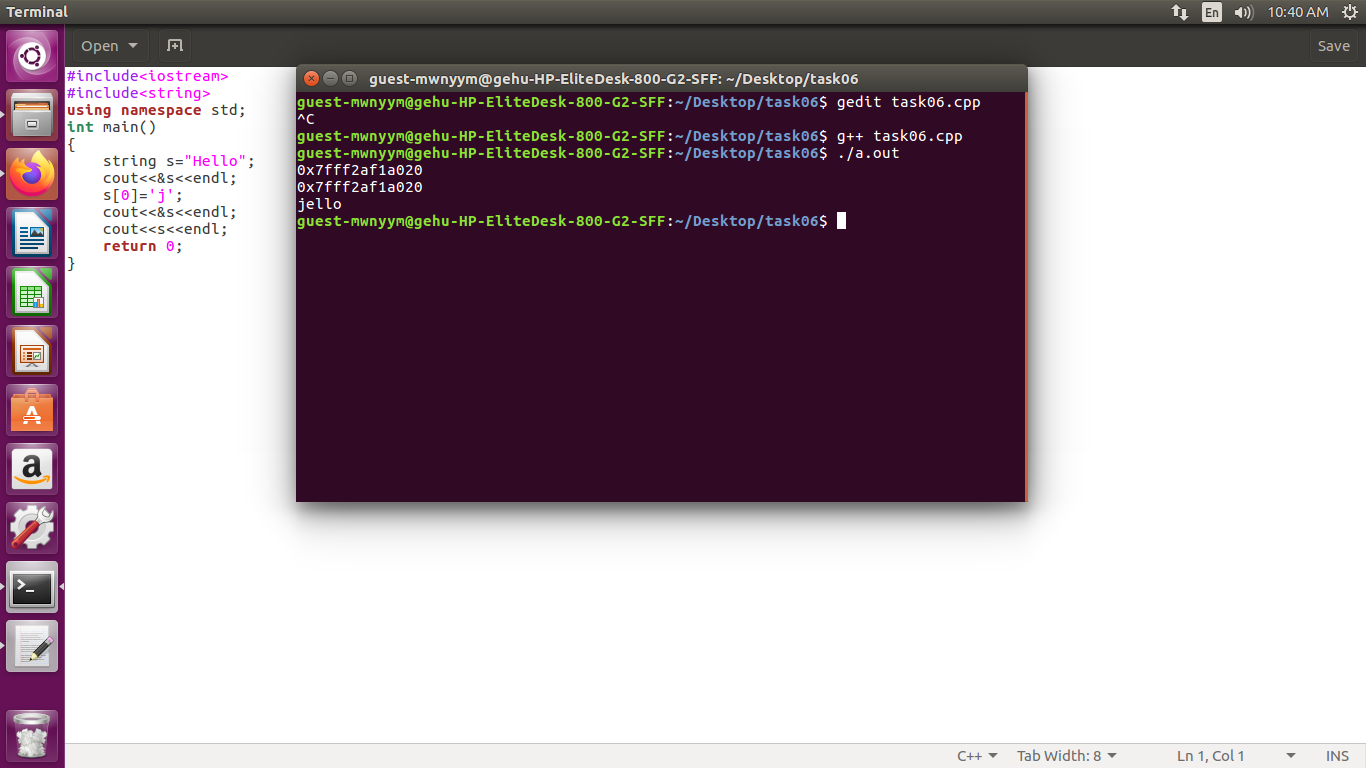 Terminal
En
10:40 AM
Open
Save
#include<iostream>
#include<string>
using namespace std;
int main()
{
    string s="Hello";
    cout<<&s<<endl;
    s[0]='j';
    cout<<&s<<endl;
    cout<<s<<endl;
    return 0;
}
guest-mwnyym@gehu-HP-EliteDesk-800-G2-SFF: ~/Desktop/task06
guest-mwnyym@gehu-HP-EliteDesk-800-G2-SFF:~/Desktop/task06$ gedit task06.cpp
^C
guest-mwnyym@gehu-HP-EliteDesk-800-G2-SFF:~/Desktop/task06$ g++ task06.cpp
guest-mwnyym@gehu-HP-EliteDesk-800-G2-SFF:~/Desktop/task06$ ./a.out
0x7fff2af1a020
0x7fff2af1a020
jello
guest-mwnyym@gehu-HP-EliteDesk-800-G2-SFF:~/Desktop/task06$
C++
Tab Width: 8
Ln 1, Col 1
INS